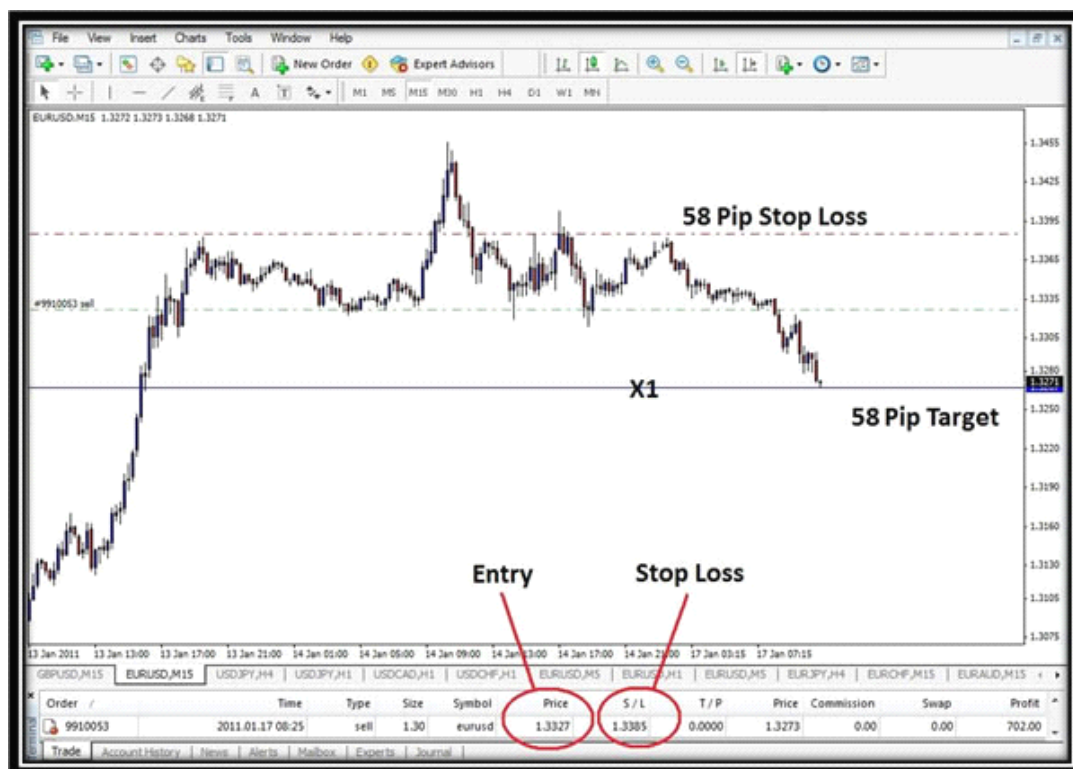 File View Insert Charts Tools Window Help
New Order Expert Advisors
A T M1 M5 M15 M30 H1 H4 D1 W1 MN
EURUSD,M15 1.3272 1.3273 1.3268 1.3271
1.3455
1.3425
58 Pip Stop Loss
1.3395
1.3365
#9910053 sell
1.3335
1.3305
1.3280
X1
1.3271
58 Pip Target
1.3250
1.3220
1.3190
1.3160
1.3130
Entry
Stop Loss
1.3105
1.3075
13 Jan 2011 13 Jan 13:00 13 Jan 17:00 13 Jan 21:00 14 Jan 01:00 14 Jan 05:00 14 Jan 09:00 14 Jan 13:00 14 Jan 17:00 14 Jan 21:00 17 Jan 03:15 17 Jan 07:15
GBPUSD,M15 EURUSD,M15 USDJPY,H4 USDJPY,H1 USDCAD,H1 USDCHF,H1 EURUSD,M5 EURUSD,H1 EURUSD,M5 EURJPY,H4 EURCHF,M15 EURAUD,M15
Order / Time Type Size Symbol Price S / L T / P Price Commission Swap Profit
9910053 2011.01.17 08:25 sell 1.30 eurusd 1.3327 1.3385 0.0000 1.3273 0.00 0.00 702.00
Terminal
Trade Account History News Alerts Mailbox Experts Journal